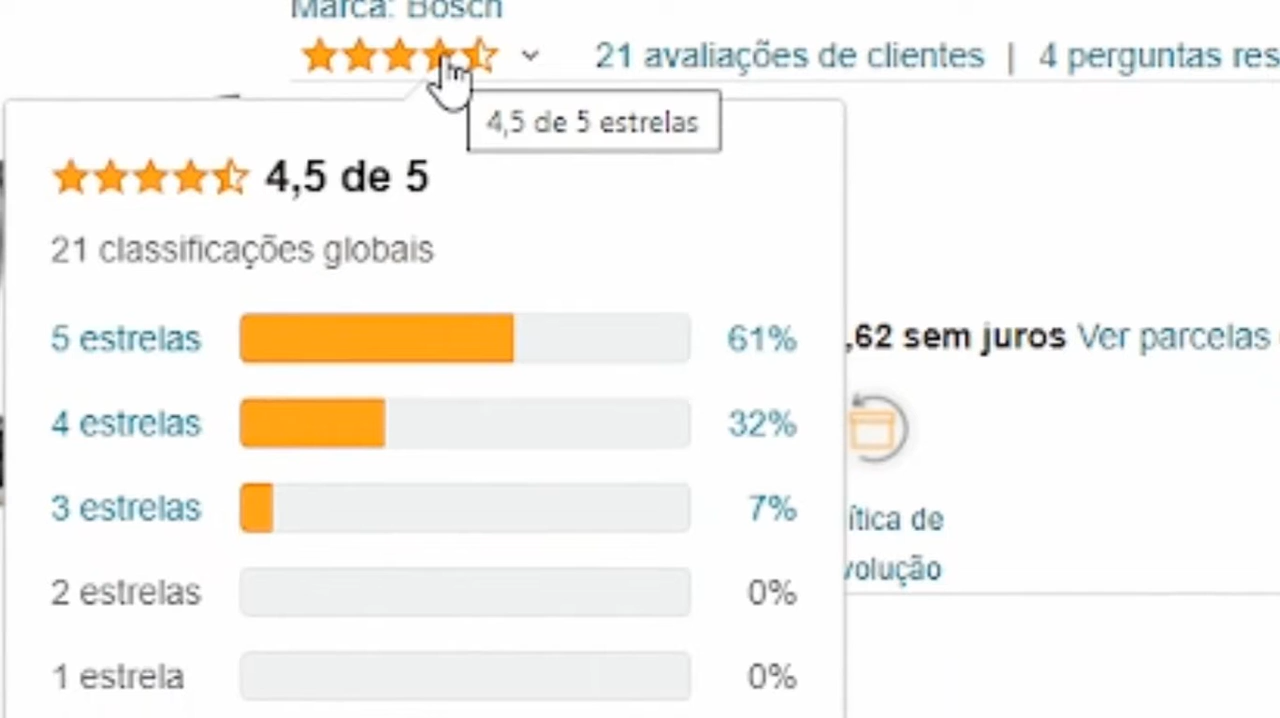 Marca: Bosch
21 avaliações de clientes | 4 perguntas res
4,5 de 5 estrelas
4,5 de 5
21 classificações globais
5 estrelas 61%
4 estrelas 32%
3 estrelas 7%
2 estrelas 0%
1 estrela 0%
,62 sem juros Ver parcelas
ítica de
volução